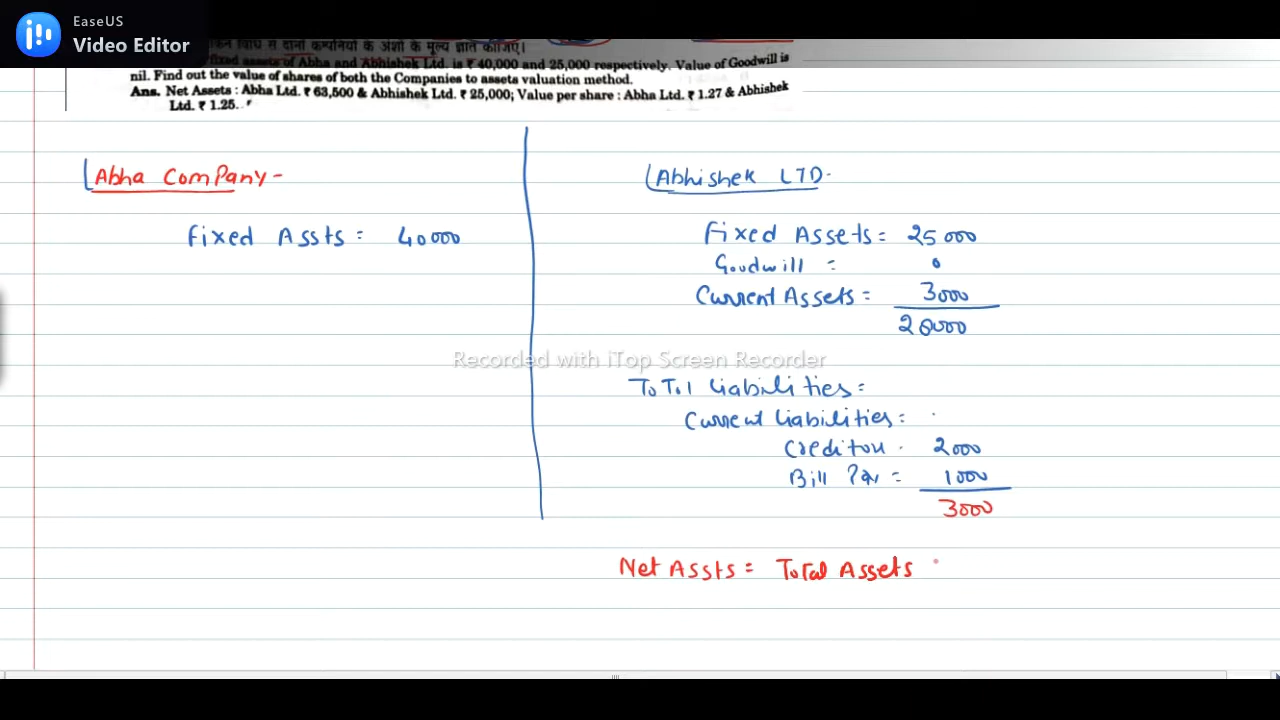 EaseUS
Video Editor
दोनों कम्पनियों के अंशों के मूल्य ज्ञात कीजिए।
fixed assets of Abha and Abhishek Ltd. is ₹ 40,000 and 25,000 respectively. Value of Goodwill is
nil. Find out the value of shares of both the Companies to assets valuation method.
Ans. Net Assets : Abha Ltd. ₹ 63,500 & Abhishek Ltd. ₹ 25,000; Value per share : Abha Ltd. ₹ 1.27 & Abhishek
Ltd. ₹ 1.25.
Abha Company-
Fixed Assts = 40000
Abhishek LTD.
Fixed Assets = 25000
Goodwill = 0
Current Assets = 3000
28000
Recorded with iTop Screen Recorder
Total liabilities =
Current liabilities =
Creditors 2000
Bill Pay = 1000
3000
Net Assts = Total Assets